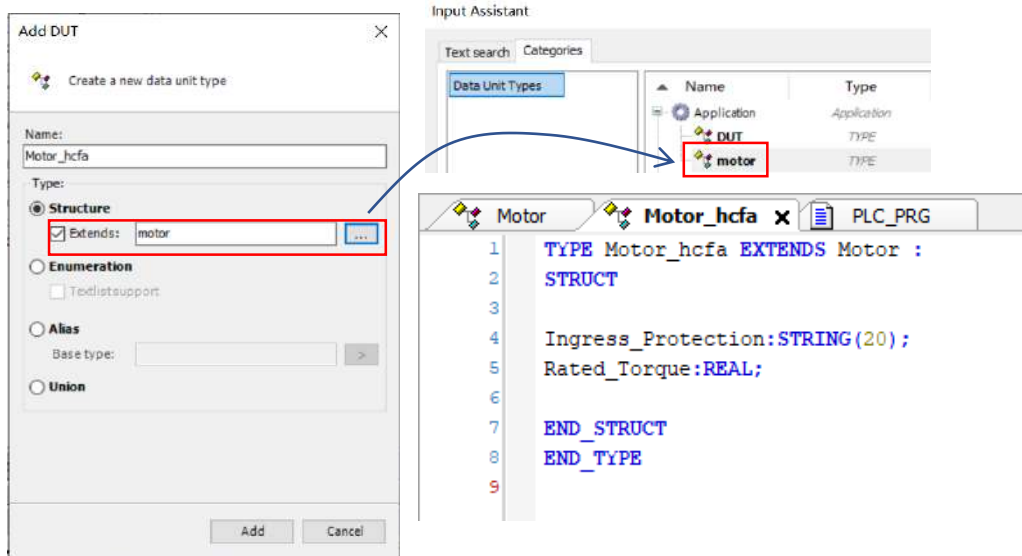 Add DUT
Create a new data unit type
Name:
Motor_hcfa
Type:
Structure
Extends: motor ...
Enumeration
Textlistsupport
Alias
Base type: >
Union
Add Cancel
Input Assistant
Text search Categories
Data Unit Types
Name Type
Application Application
DUT TYPE
motor TYPE
Motor Motor_hcfa x PLC_PRG
1 TYPE Motor_hcfa EXTENDS Motor :
2 STRUCT
3
4 Ingress_Protection:STRING(20);
5 Rated_Torque:REAL;
6
7 END_STRUCT
8 END_TYPE
9